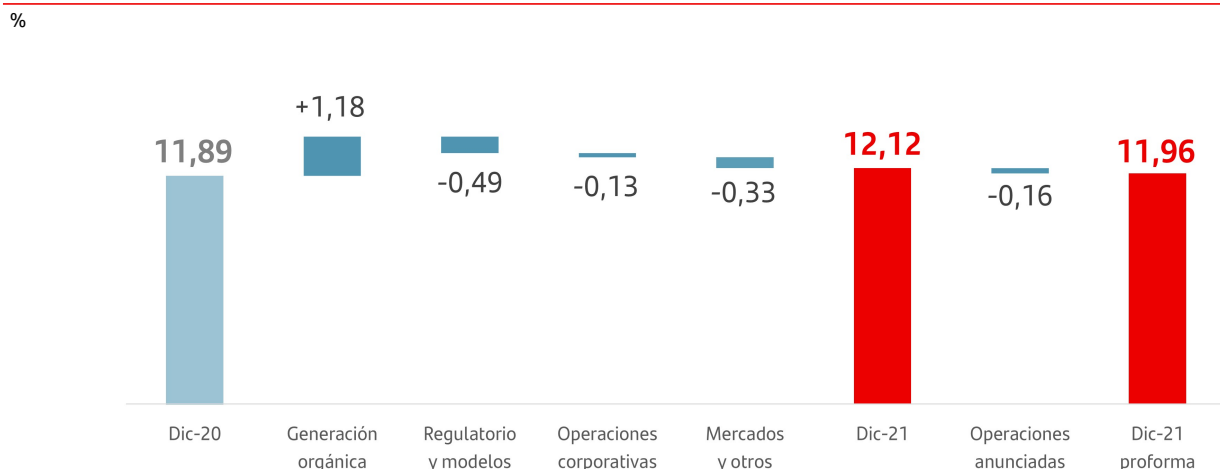 %
+1,18
11,89
-0,49
-0,13
-0,33
12,12
-0,16
11,96
Dic-20
Generación
orgánica
Regulatorio
y modelos
Operaciones
corporativas
Mercados
y otros
Dic-21
Operaciones
anunciadas
Dic-21
proforma